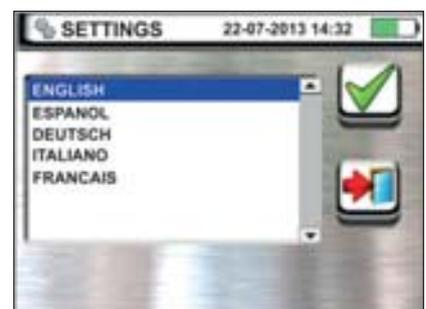 SETTINGS 22-07-2013 14:32
ENGLISH
ESPANOL
DEUTSCH
ITALIANO
FRANCAIS